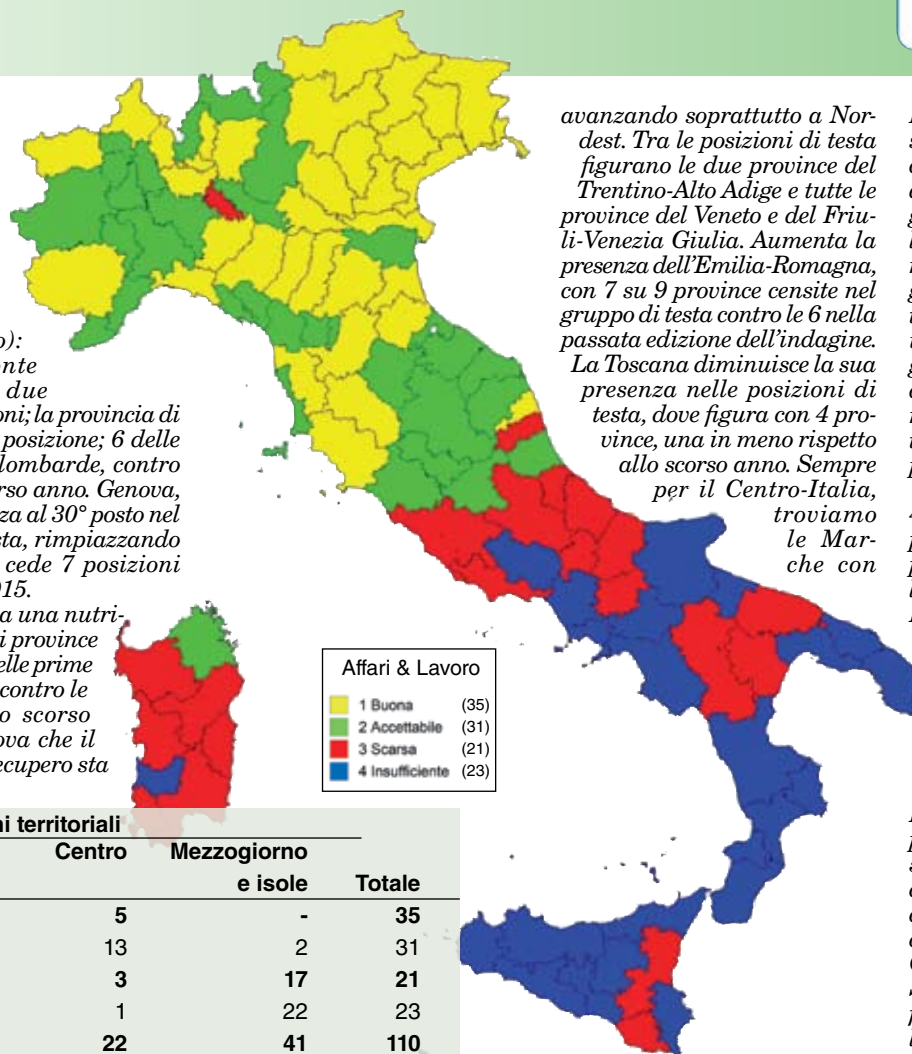 o):
onte
due
oni; la provincia di
posizione; 6 delle
lombarde, contro
rso anno. Genova,
za al 30° posto nel
sta, rimpiazzando
cede 7 posizioni
015.
a una nutri-
i province
elle prime
contro le
o scorso
ova che il
ecupero sta
avanzando soprattutto a Nor-
dest. Tra le posizioni di testa
figurano le due province del
Trentino-Alto Adige e tutte le
province del Veneto e del Friu-
li-Venezia Giulia. Aumenta la
presenza dell'Emilia-Romagna,
con 7 su 9 province censite nel
gruppo di testa contro le 6 nella
passata edizione dell'indagine.
La Toscana diminuisce la sua
presenza nelle posizioni di
testa, dove figura con 4 pro-
vince, una in meno rispetto
allo scorso anno. Sempre
per il Centro-Italia,
troviamo
le Mar-
che con
Affari & Lavoro
1 Buona (35)
2 Accettabile (31)
3 Scarsa (21)
4 Insufficiente (23)
ni territoriali
Centro Mezzogiorno
e isole Totale
5 - 35
13 2 31
3 17 21
1 22 23
22 41 110